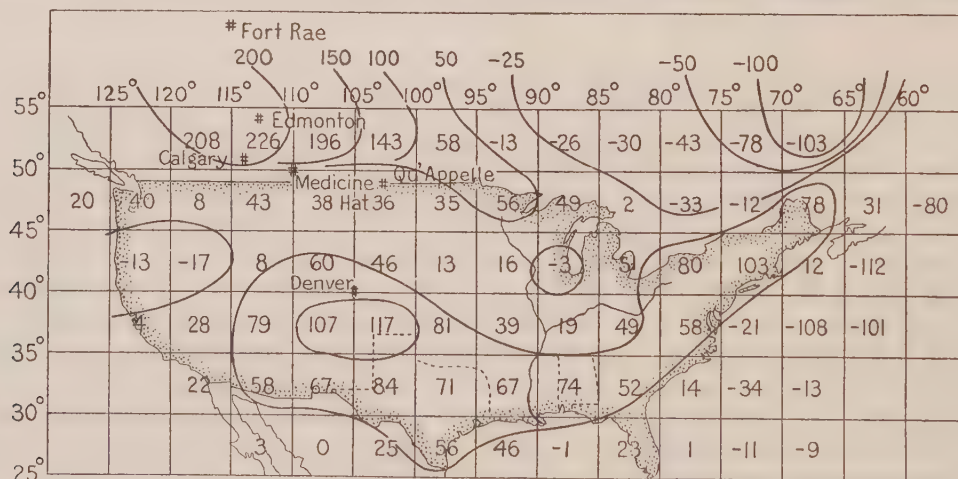 # Fort Rae
200 150 100 50 -25 -50 -100
125° 120° 115° 110° 105° 100° 95° 90° 85° 80° 75° 70° 65° 60°
55°
# Edmonton
208 226 196 143 58 -13 -26 -30 -43 -78 -103
Calgary #
50°
Medicine # Qu'Appelle
20 40 8 43 38 Hat 36 35 56 49 2 -33 -12 78 31 -80
45°
13 -17 8 60 46 13 16 -3 51 80 103 12 -112
Denver #
40°
4 28 79 107 117 81 39 19 49 58 -21 -108 -101
35°
22 58 67 84 71 67 74 52 14 -34 -13
30°
3 0 25 56 46 -1 23 1 -11 -9
25°